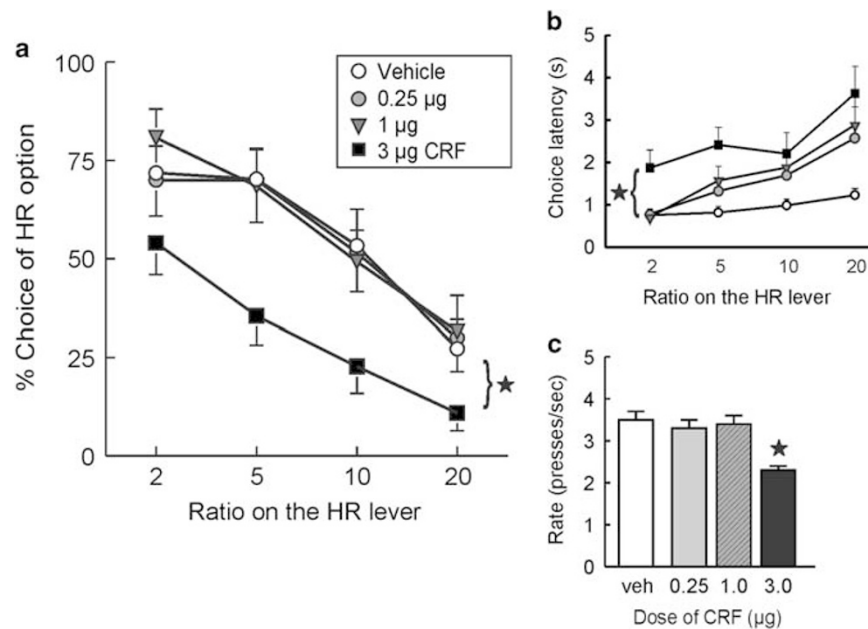 a
100
75
50
25
0
% Choice of HR option
Vehicle
0.25 µg
1 µg
3 µg CRF
2 5 10 20
Ratio on the HR lever
b
5
4
3
2
1
0
Choice latency (s)
2 5 10 20
Ratio on the HR lever
c
5
4
3
2
1
0
Rate (presses/sec)
veh 0.25 1.0 3.0
Dose of CRF (µg)